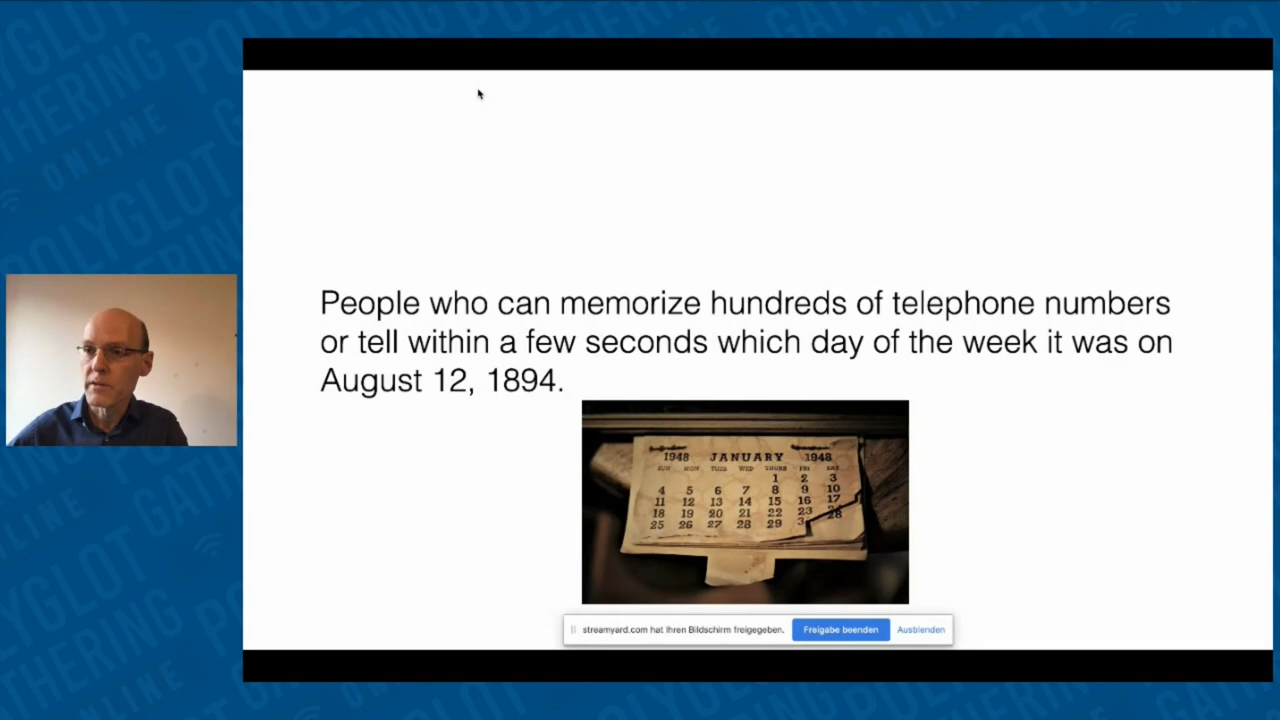 POLYGLOT
GATHERING
ONLINE
People who can memorize hundreds of telephone numbers
or tell within a few seconds which day of the week it was on
August 12, 1894.
1948 JANUARY 1948
SUN MON TUES WED THURS FRI SAT
1 2 3
4 5 6 7 8 9 10
11 12 13 14 15 16 17
18 19 20 21 22 23
25 26 27 28 29
streamyard.com hat Ihren Bildschirm freigegeben. Freigabe beenden Ausblenden